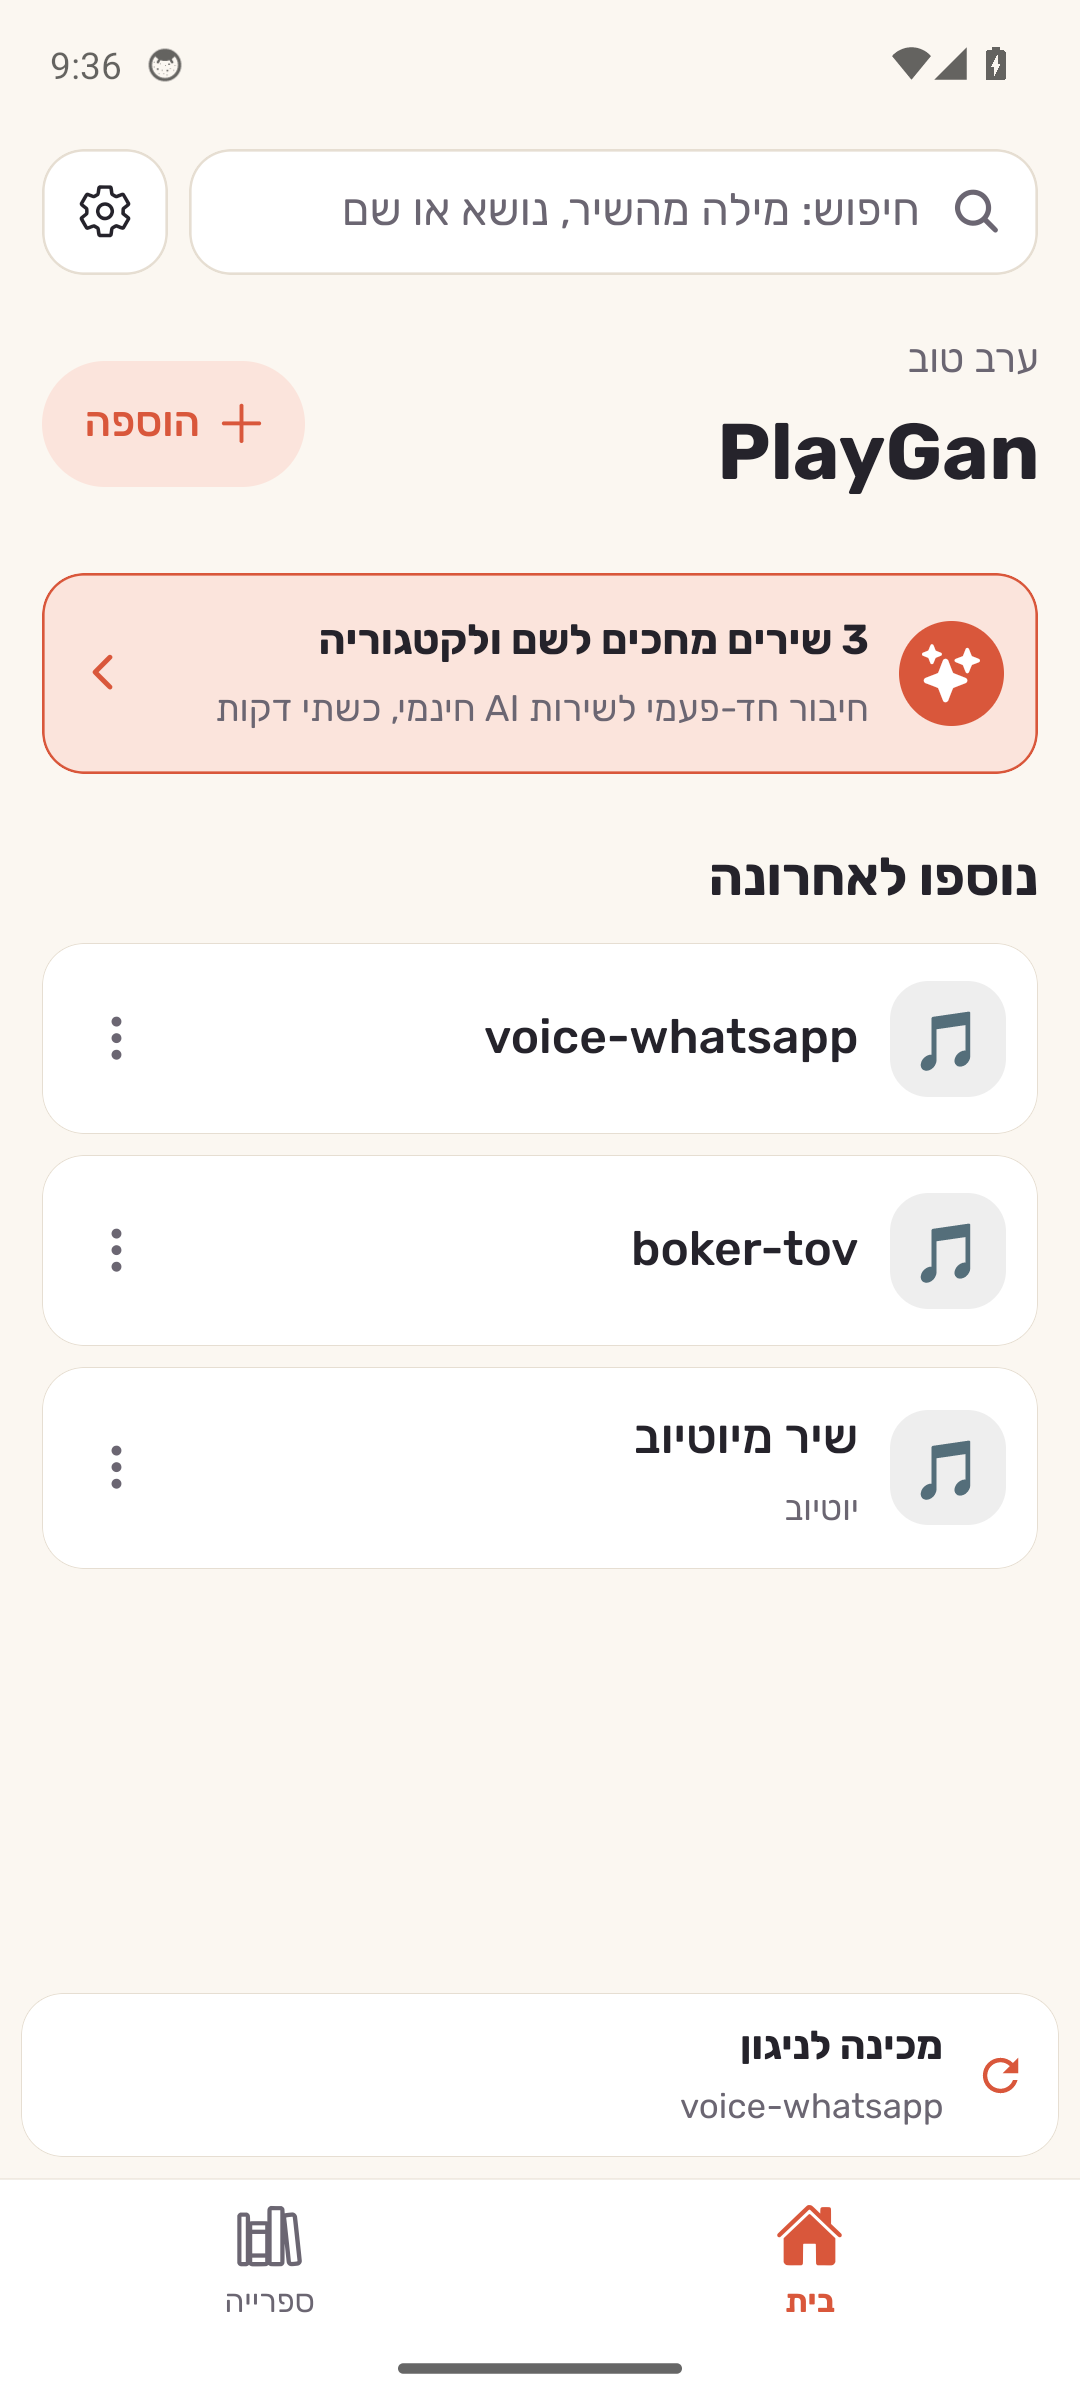 9:36
חיפוש: מילה מהשיר, נושא או שם
ערב טוב
PlayGan
הוספה
3 שירים מחכים לשם ולקטגוריה
חיבור חד-פעמי לשירות AI חינמי, כשתי דקות
נוספו לאחרונה
voice-whatsapp
boker-tov
שיר מיוטיוב
יוטיוב
מכינה לניגון
voice-whatsapp
בית
ספרייה